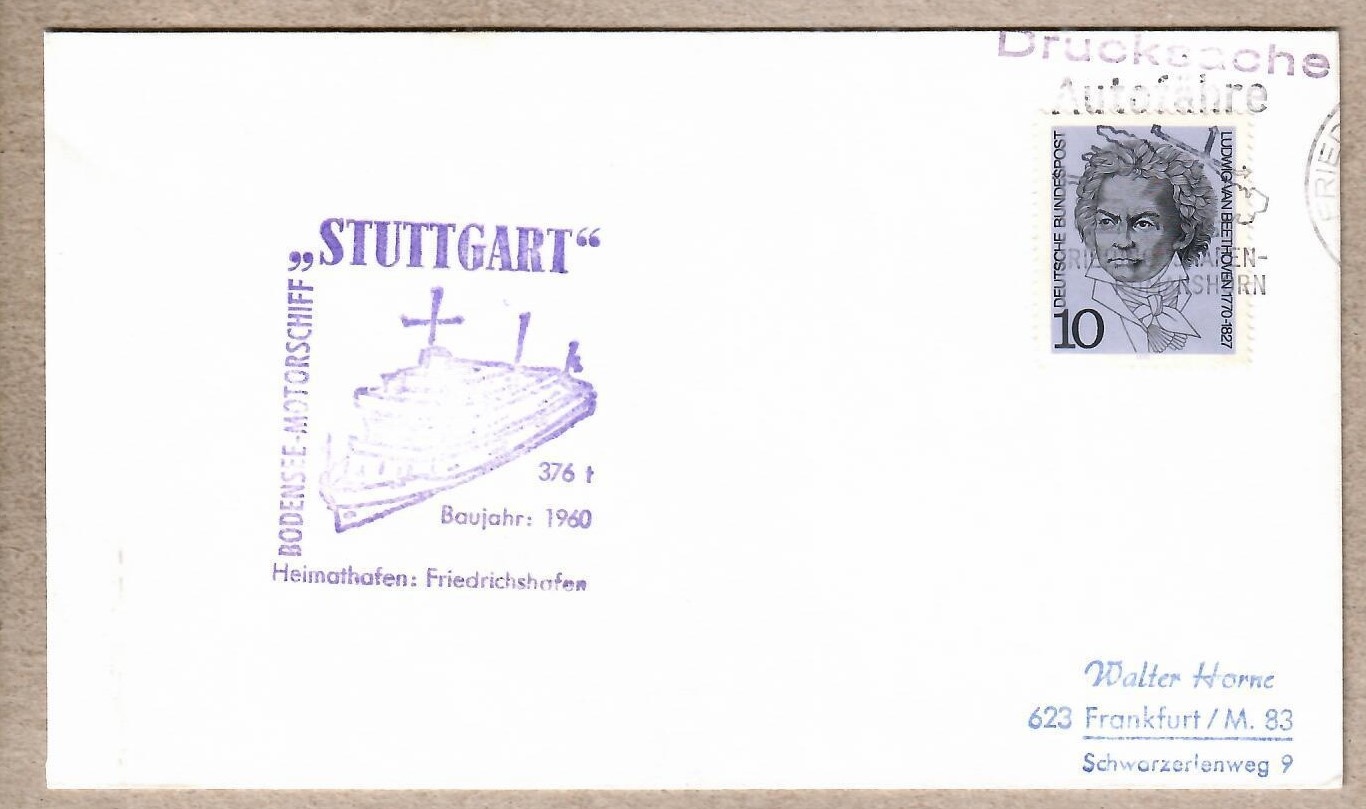 Drucksache
Autofähre
DEUTSCHE BUNDESPOST
LUDWIG VAN BEETHOVEN 1770-1827
10
FRIED
„STUTTGART“
BODENSEE-MOTORSCHIFF
376 t
Baujahr: 1960
Heimathafen: Friedrichshafen
Walter Horne
623 Frankfurt/M. 83
Schwarzerlenweg 9